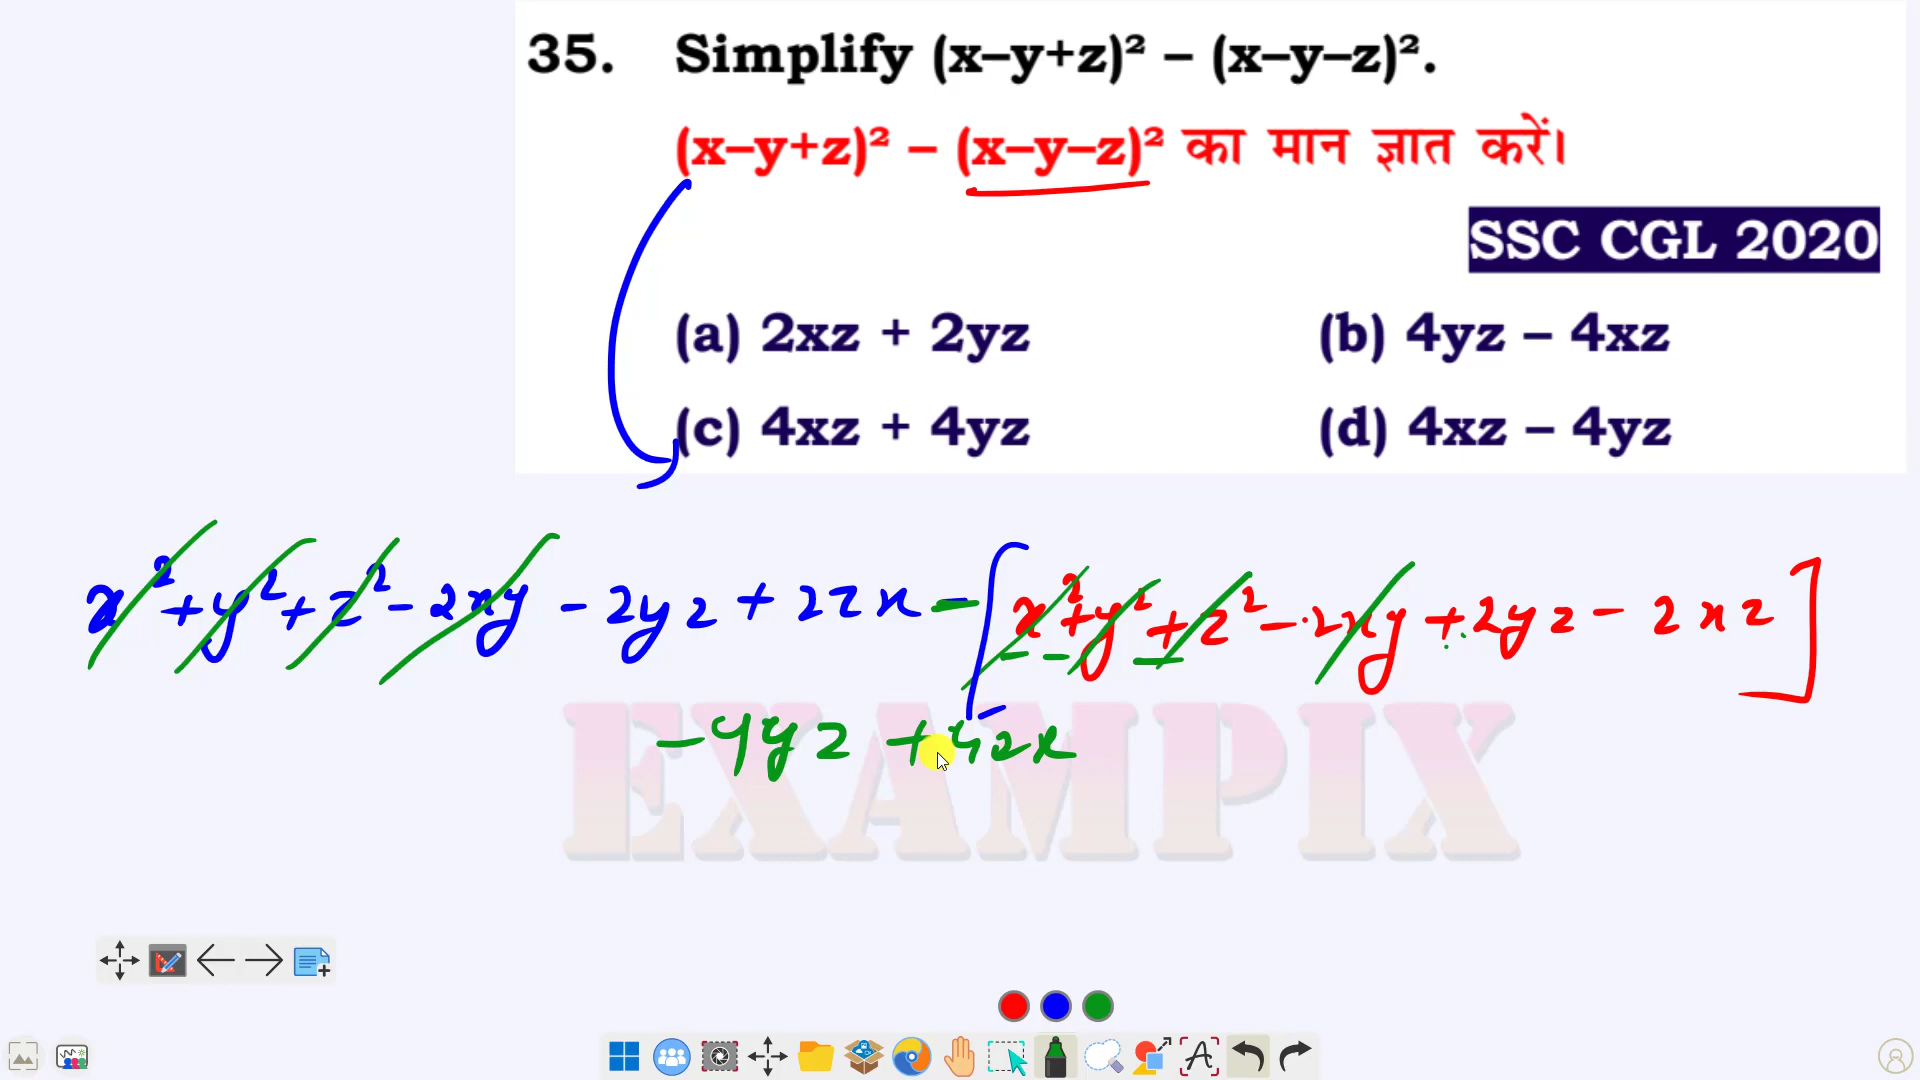 35. Simplify (x–y+z)² – (x–y–z)².
(x–y+z)² – (x–y–z)² का मान ज्ञात करें।
SSC CGL 2020
(a) 2xz + 2yz (b) 4yz – 4xz
(c) 4xz + 4yz (d) 4xz – 4yz
x² + y² + z² - 2xy - 2yz + 2zx - [x² + y² + z² - 2xy + 2yz - 2xz]
-4yz + 4zx
EXAMPIX